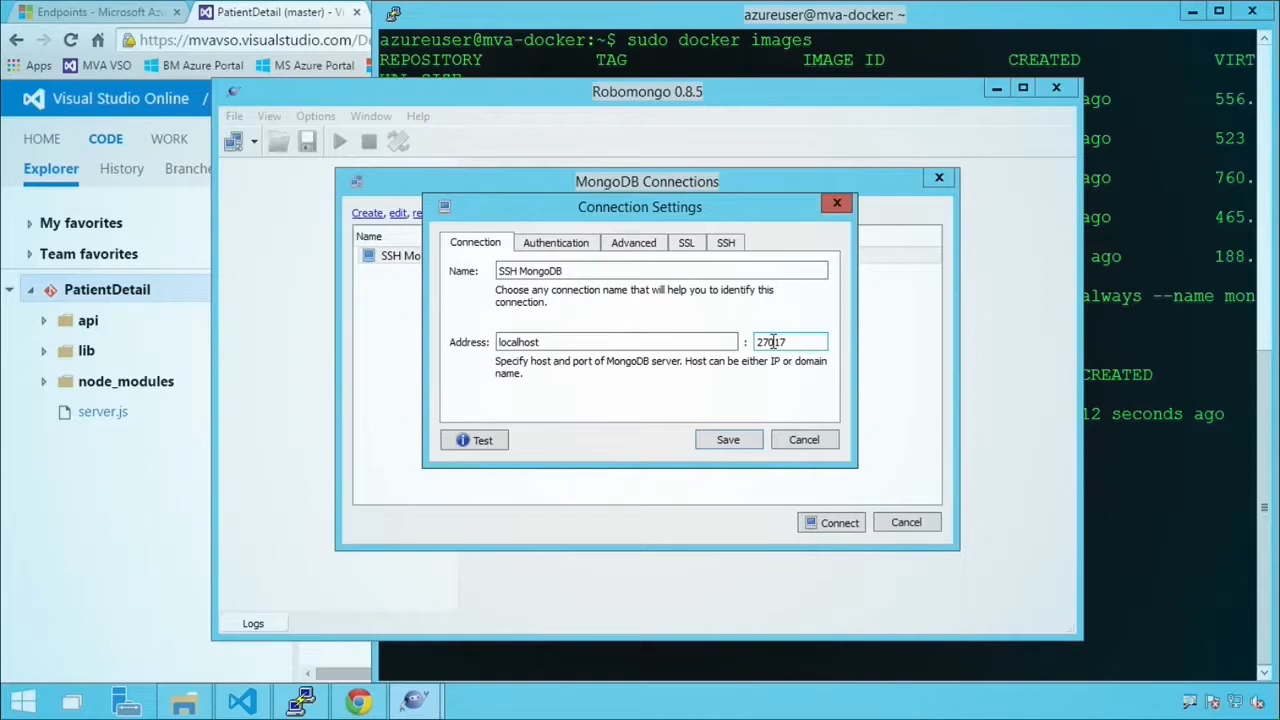 Endpoints - Microsoft Azu
PatientDetail (master) - Vi
azureuser@mva-docker: ~
https://mvavso.visualstudio.com/De
Apps
MVA VSO
BM Azure Portal
MS Azure Portal
azureuser@mva-docker:~$ sudo docker images
REPOSITORY TAG IMAGE ID CREATED VIRT
ago 556.
ago 523
ago 760.
ago 465.
ago 188.
always --name mon
CREATED
12 seconds ago
Visual Studio Online /
HOME CODE WORK
Explorer History Branche
My favorites
Team favorites
PatientDetail
api
lib
node_modules
server.js
Robomongo 0.8.5
File View Options Window Help
MongoDB Connections
Create, edit, re
Name
SSH Mo
Connection Settings
Connection Authentication Advanced SSL SSH
Name: SSH MongoDB
Choose any connection name that will help you to identify this
connection.
Address: localhost : 27017
Specify host and port of MongoDB server. Host can be either IP or domain
name.
Test Save Cancel
Connect Cancel
Logs